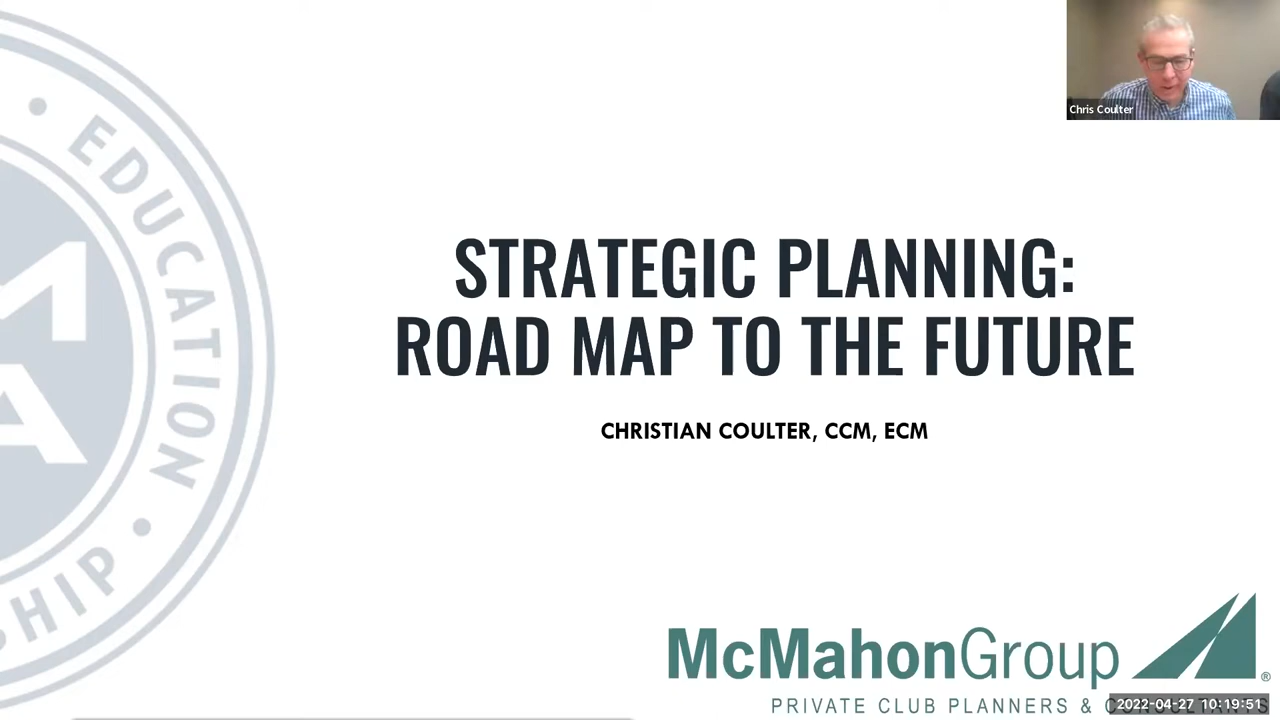 Chris Coulter
EDUCATION
M
A
HIP
STRATEGIC PLANNING:
ROAD MAP TO THE FUTURE
CHRISTIAN COULTER, CCM, ECM
McMahonGroup
®
PRIVATE CLUB PLANNERS & CONSULTANTS
2022-04-27 10:19:51